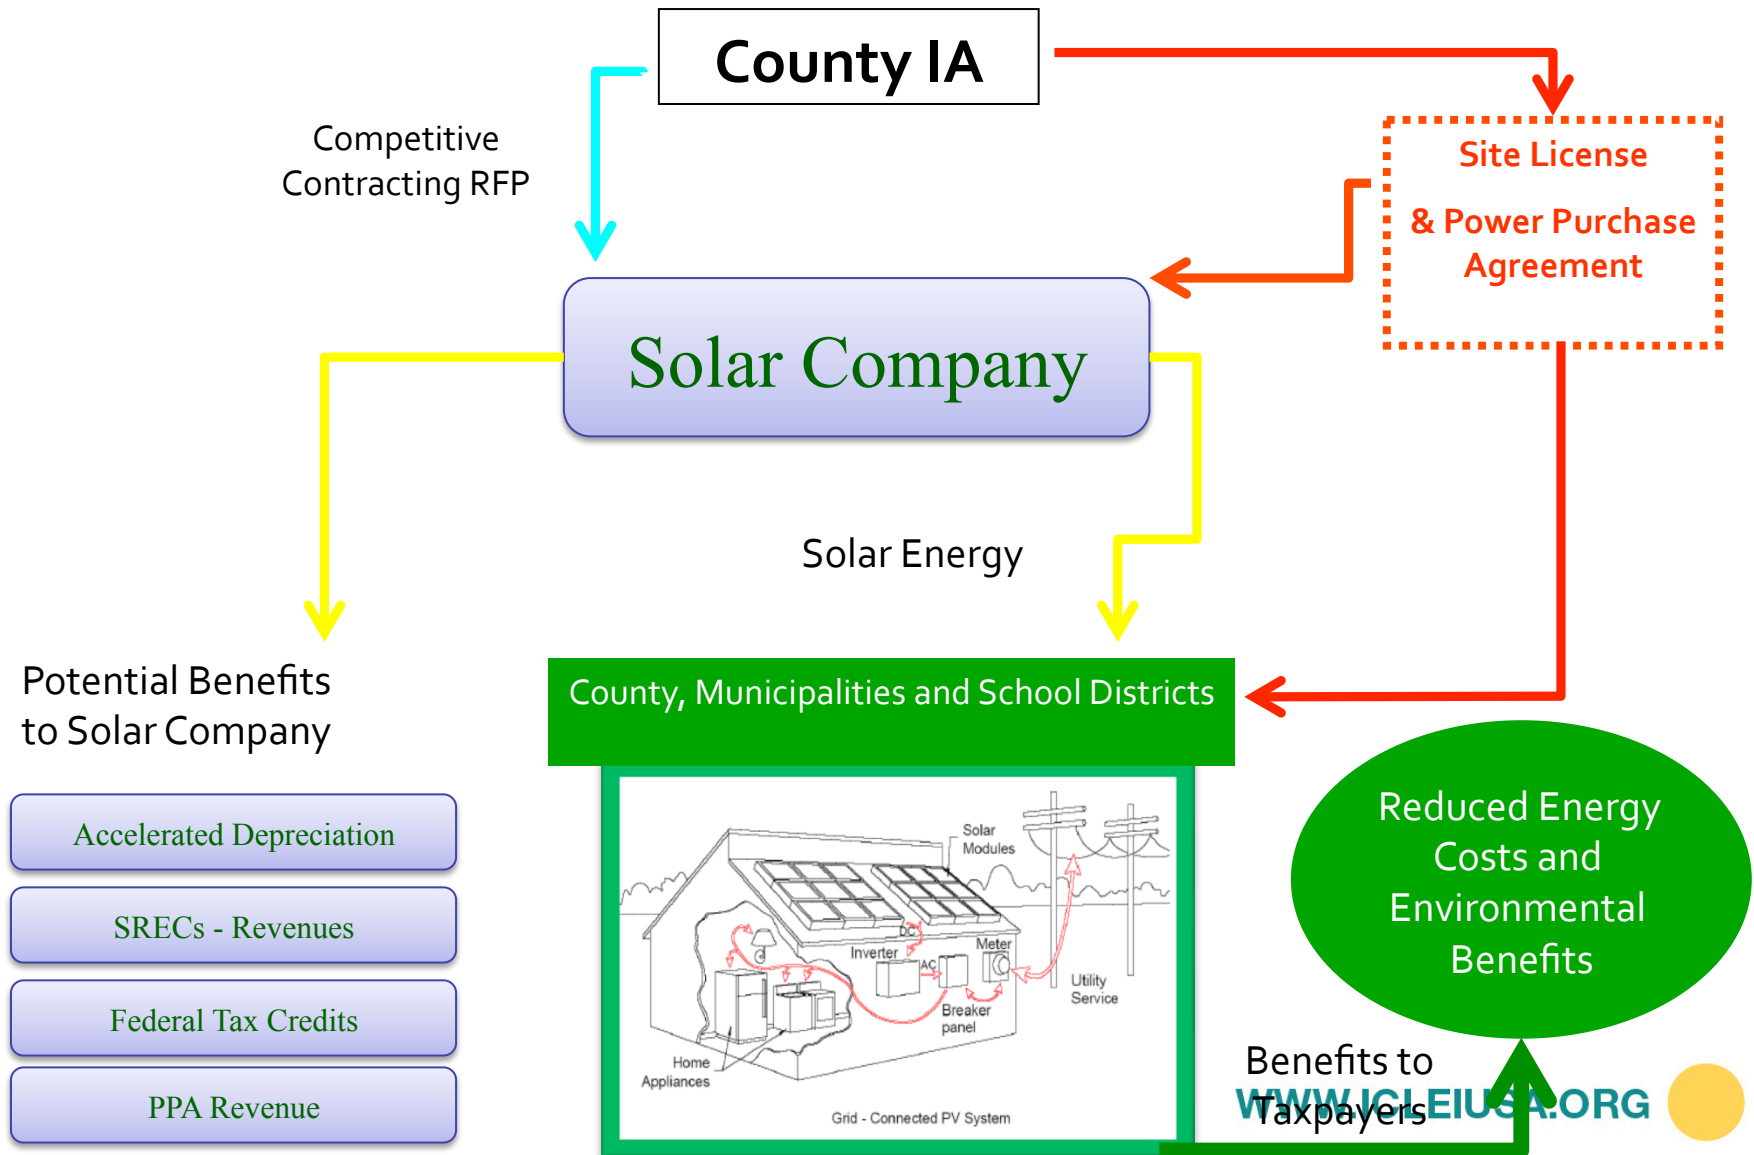 County IA
Competitive
Contracting RFP
Site License
& Power Purchase
Agreement
Solar Company
Solar Energy
Potential Benefits
to Solar Company
County, Municipalities and School Districts
Accelerated Depreciation
SRECs - Revenues
Federal Tax Credits
PPA Revenue
Solar
Modules
DC
Inverter
AC
Meter
Breaker
panel
Utility
Service
Home
Appliances
Grid - Connected PV System
Reduced Energy
Costs and
Environmental
Benefits
Benefits to
Taxpayers
WWW.ICLEIUSA.ORG